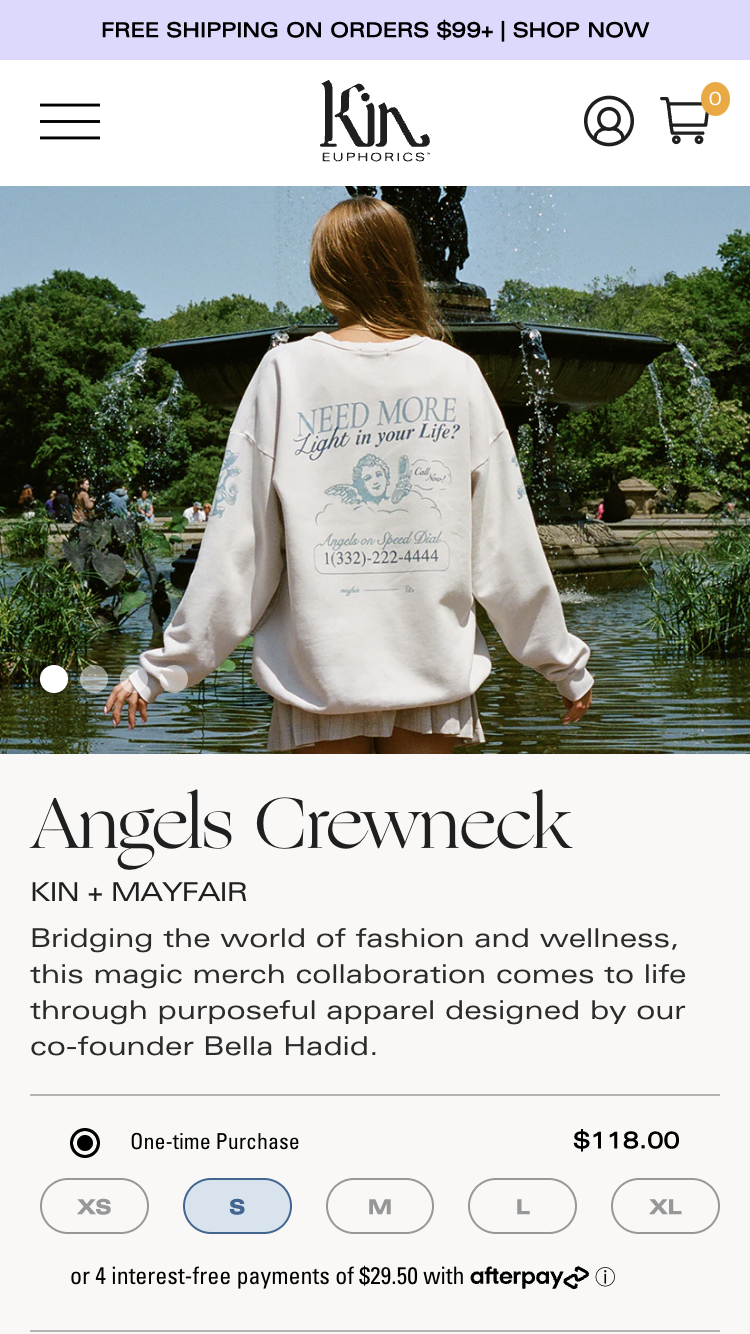 FREE SHIPPING ON ORDERS $99+ | SHOP NOW
Kin
EUPHORICS
0
NEED MORE
Light in your Life?
Call
Now!
Angels on Speed Dial
1(332)-222-4444
Angels Crewneck
KIN + MAYFAIR
Bridging the world of fashion and wellness,
this magic merch collaboration comes to life
through purposeful apparel designed by our
co-founder Bella Hadid.
One-time Purchase $118.00
XS S M L XL
or 4 interest-free payments of $29.50 with afterpay ⓘ